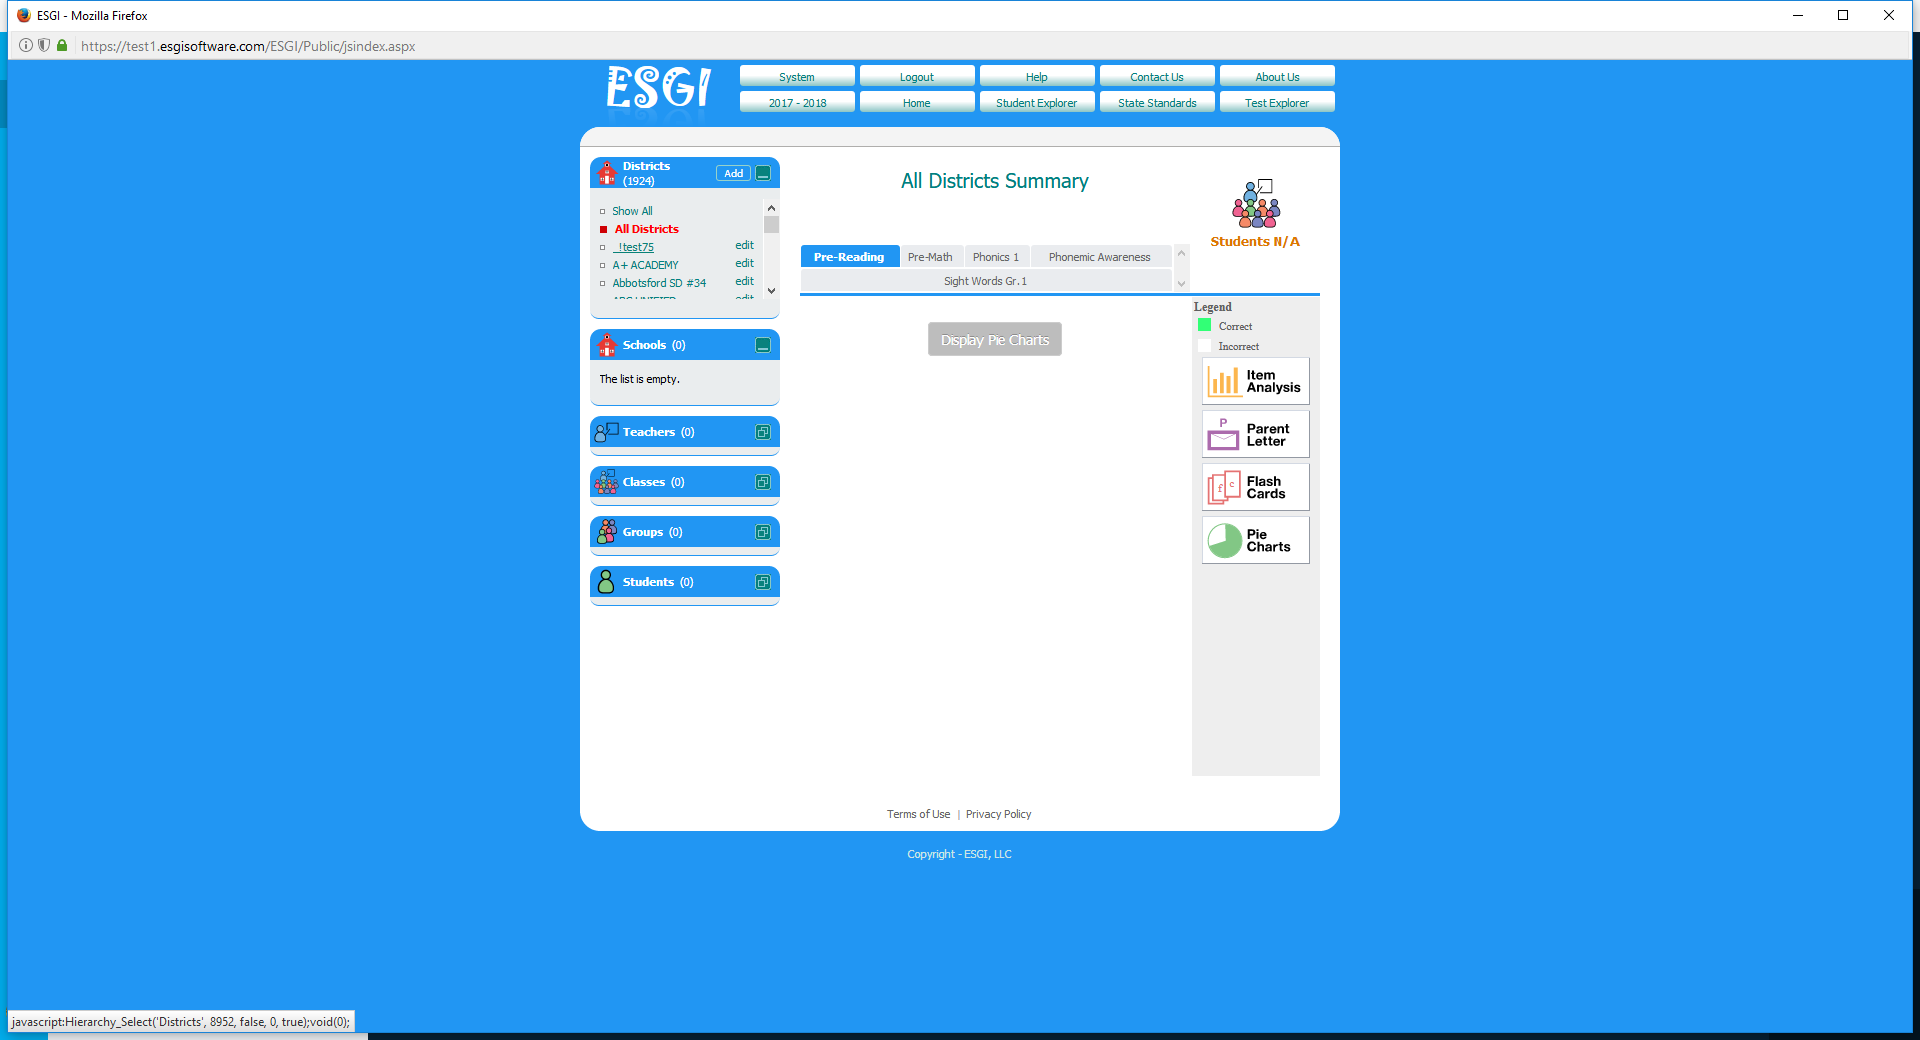 ESGI - Mozilla Firefox
https://test1.esgisoftware.com/ESGI/Public/jsindex.aspx
ESGI
System Logout Help Contact Us About Us
2017 - 2018 Home Student Explorer State Standards Test Explorer
Districts (1924) Add
Show All
All Districts
_!test75 edit
A+ ACADEMY edit
Abbotsford SD #34 edit
ABC UNIFIED edit
Schools (0)
The list is empty.
Teachers (0)
Classes (0)
Groups (0)
Students (0)
All Districts Summary
Students N/A
Pre-Reading Pre-Math Phonics 1 Phonemic Awareness
Sight Words Gr.1
Display Pie Charts
Legend
Correct
Incorrect
Item Analysis
P
Parent Letter
f c
Flash Cards
Pie Charts
Terms of Use | Privacy Policy
Copyright - ESGI, LLC
javascript:Hierarchy_Select('Districts', 8952, false, 0, true);void(0);